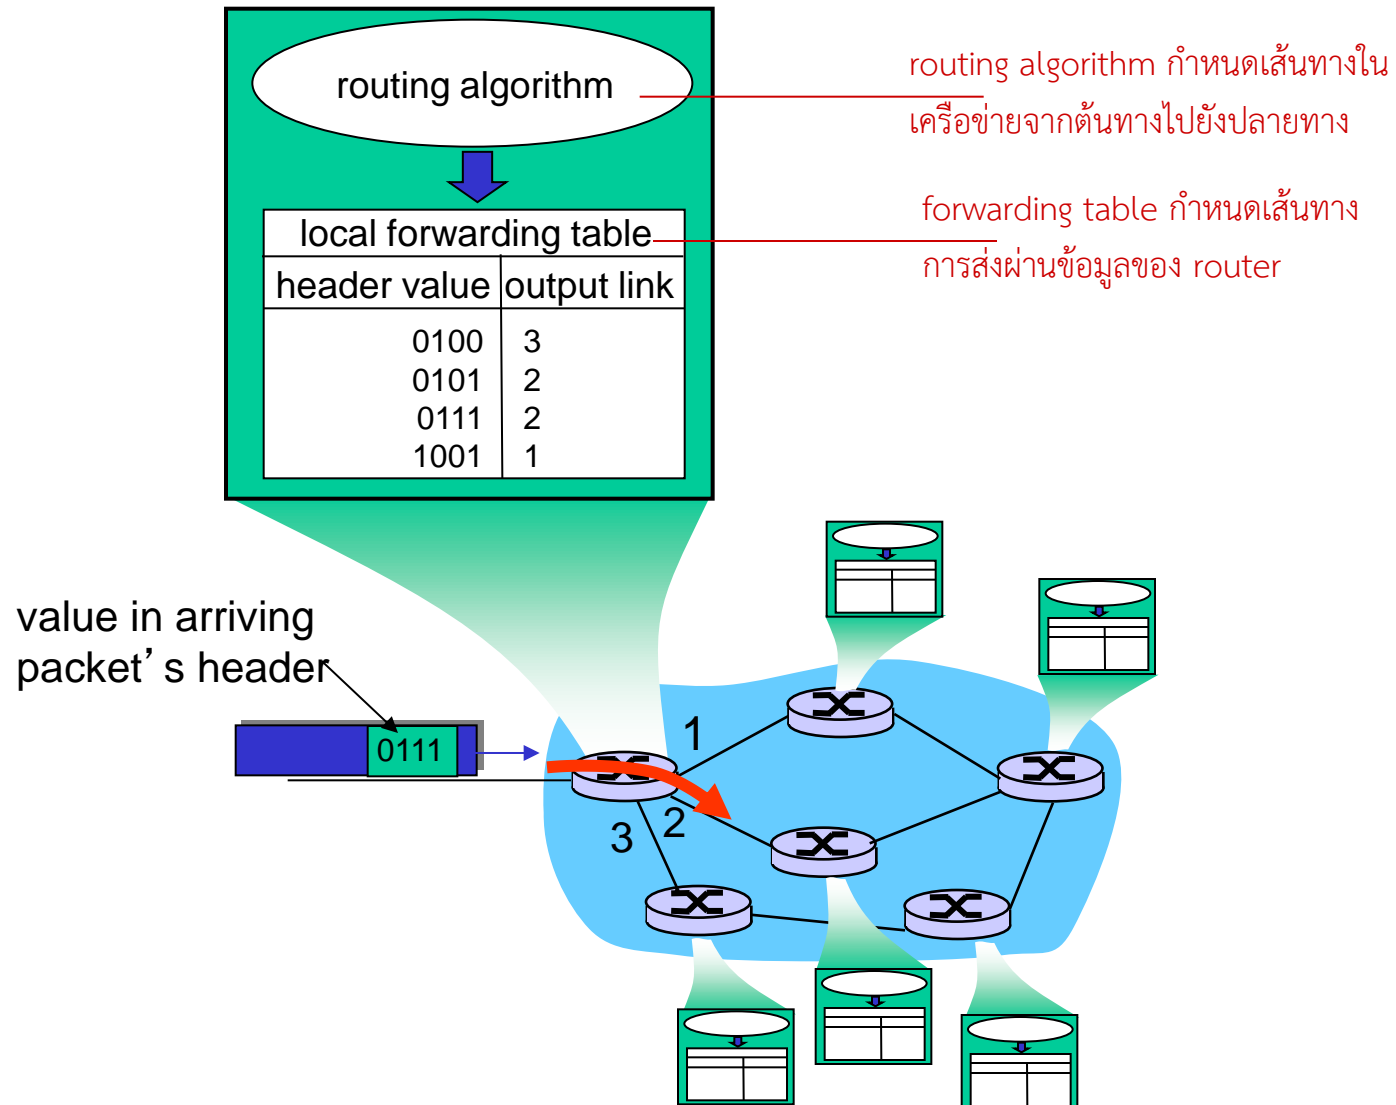 routing algorithm
routing algorithm กำหนดเส้นทางใน
เครือข่ายจากต้นทางไปยังปลายทาง
forwarding table กำหนดเส้นทาง
การส่งผ่านข้อมูลของ router
local forwarding table
header value output link
0100 3
0101 2
0111 2
1001 1
value in arriving
packet’ s header
0111
1
2
3